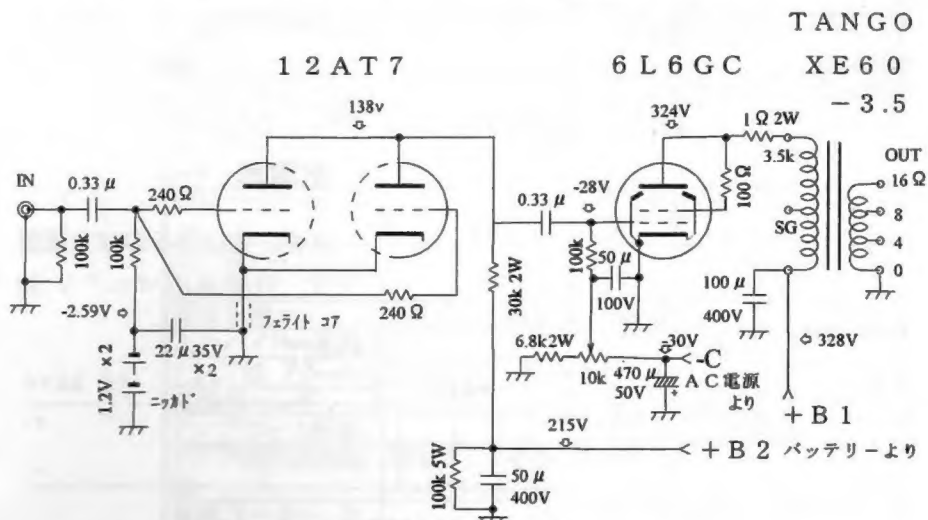 TANGO
12AT7
6L6GC
XE60
-3.5
138v
324V
1Ω 2W
3.5k
OUT
IN
0.33μ
240Ω
0.33μ
-28V
100Ω
16Ω
8
SG
4
0
100k
100k
100k
50μ
100V
30k 2W
100μ
400V
240Ω
-2.59V
フェライト コア
22μ 35V
×2
6.8k2W
-30V
-C
328V
10k
470μ
50V
AC電源
より
1.2V ×2
ニッカド
+B1
215V
+B2 バッテリーより
100k 5W
50μ
400V